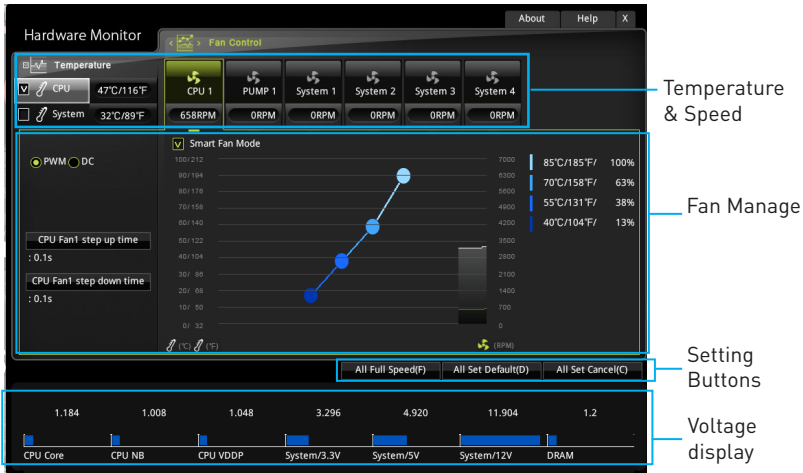 About Help X
Hardware Monitor
Fan Control
Temperature
CPU 47°C/116°F
System 32°C/89°F
CPU 1 PUMP 1 System 1 System 2 System 3 System 4
658RPM 0RPM 0RPM 0RPM 0RPM 0RPM
Temperature
& Speed
V Smart Fan Mode
PWM DC
CPU Fan1 step up time
: 0.1s
CPU Fan1 step down time
: 0.1s
100/212 7000
90/194 6300
80/176 5600
70/158 4900
60/140 4200
50/122 3500
40/104 2800
30/ 86 2100
20/ 68 1400
10/ 50 700
0/ 32 0
(°C) (°F) (RPM)
85°C/185°F/ 100%
70°C/158°F/ 63%
55°C/131°F/ 38%
40°C/104°F/ 13%
Fan Manage
All Full Speed(F) All Set Default(D) All Set Cancel(C)
Setting
Buttons
1.184 1.008 1.048 3.296 4.920 11.904 1.2
CPU Core CPU NB CPU VDDP System/3.3V System/5V System/12V DRAM
Voltage
display